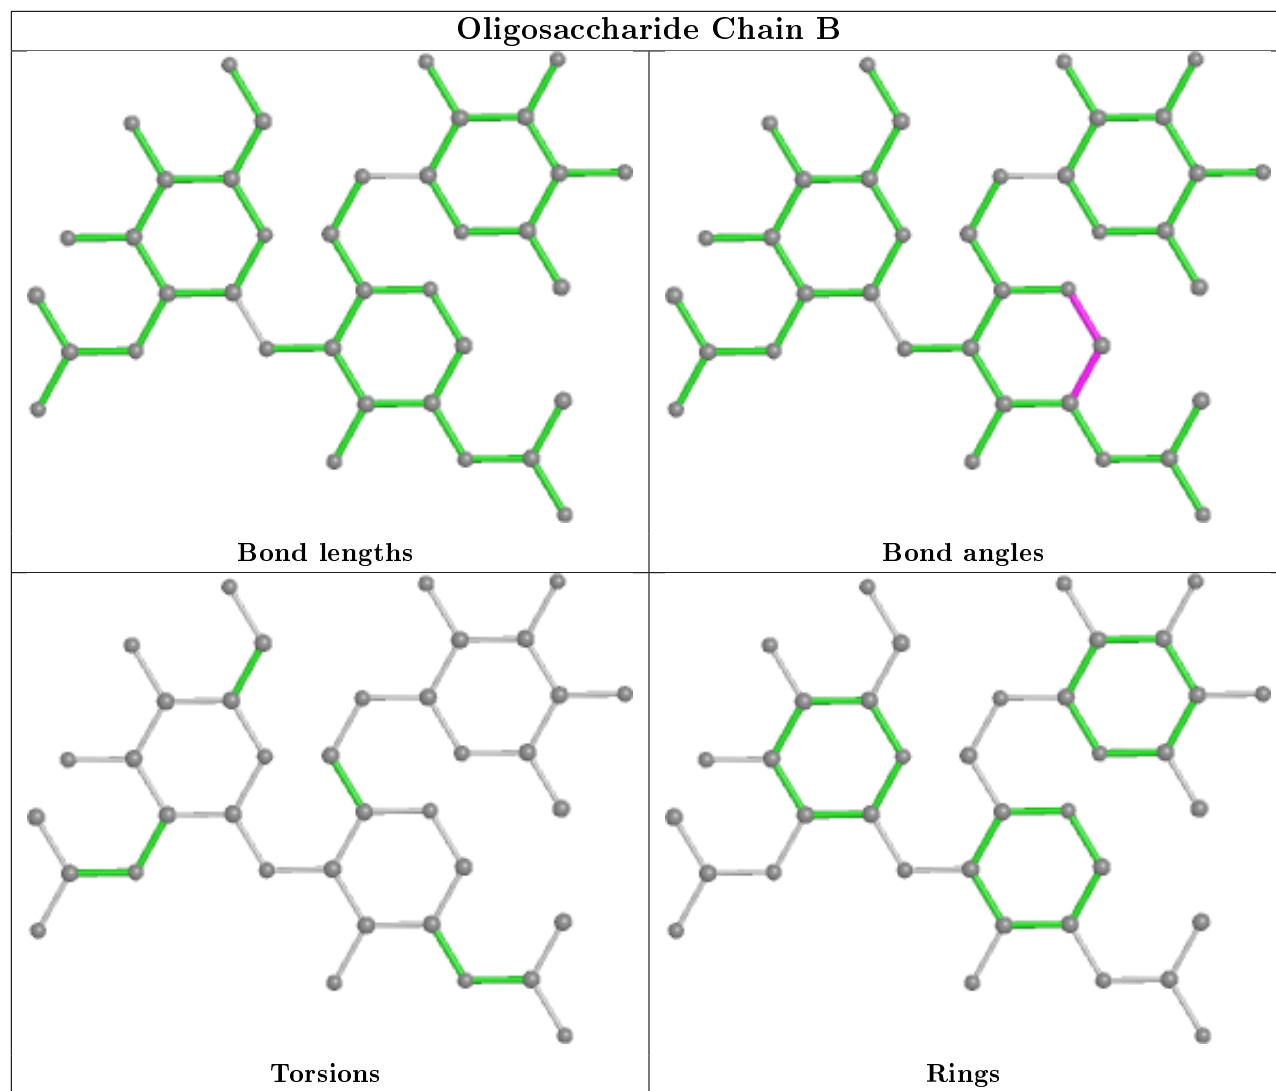 Oligosaccharide Chain B
Bond lengths
Bond angles
Torsions
Rings